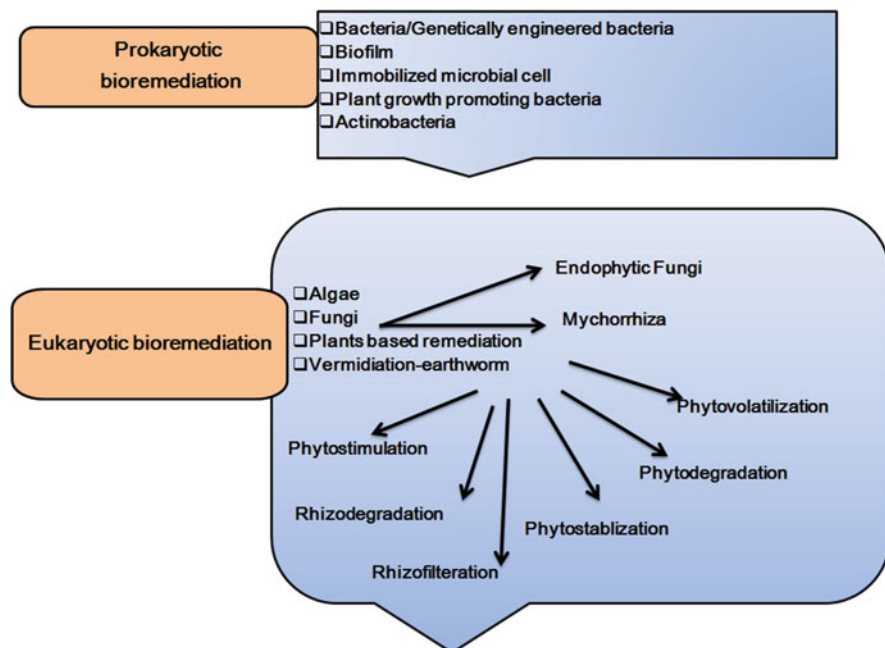 Prokaryotic
bioremediation
❑Bacteria/Genetically engineered bacteria
❑Biofilm
❑Immobilized microbial cell
❑Plant growth promoting bacteria
❑Actinobacteria
Eukaryotic bioremediation
❑Algae
❑Fungi
❑Plants based remediation
❑Vermidiation-earthworm
Endophytic Fungi
Mychorrhiza
Phytovolatilization
Phytodegradation
Phytostablization
Phytostimulation
Rhizodegradation
Rhizofilteration